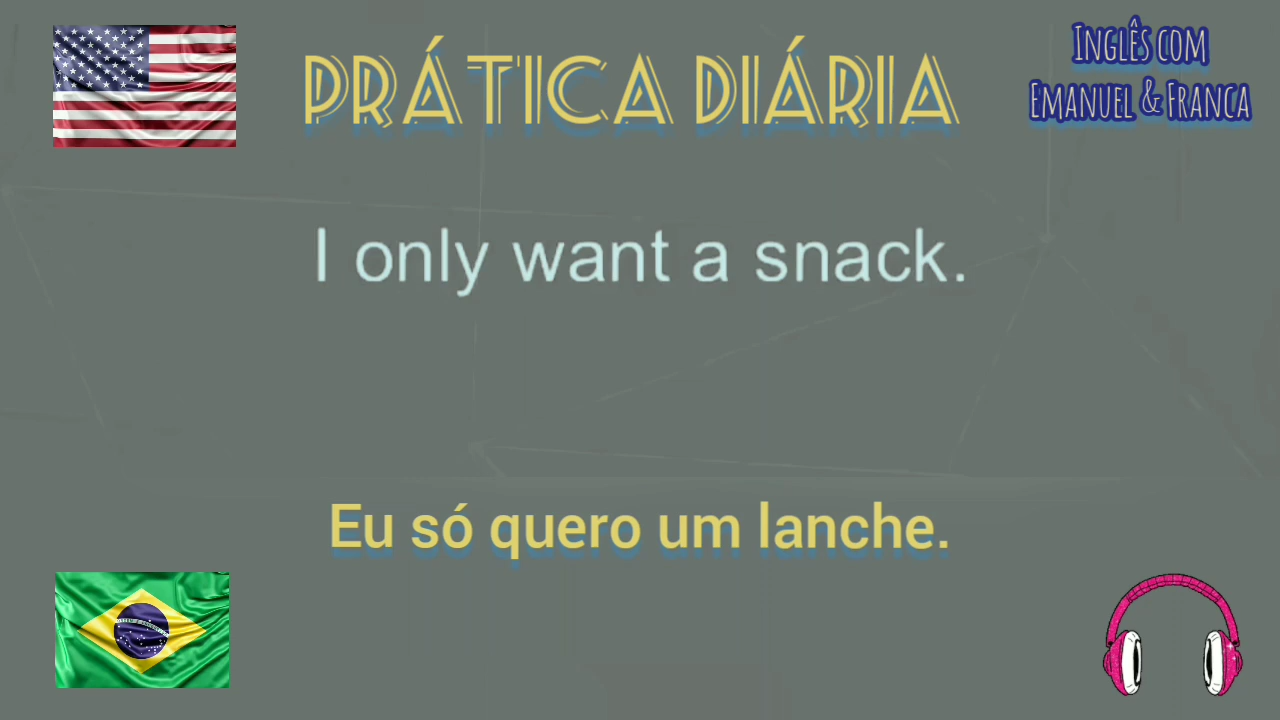 PRÁTICA DIÁRIA
INGLÊS COM
EMANUEL & FRANCA
I only want a snack.
Eu só quero um lanche.